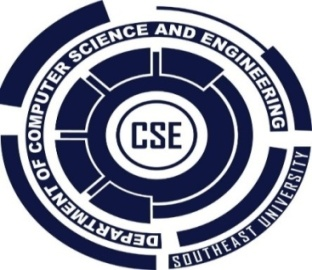 DEPARTMENT OF COMPUTER SCIENCE AND ENGINEERING
CSE
SOUTHEAST UNIVERSITY